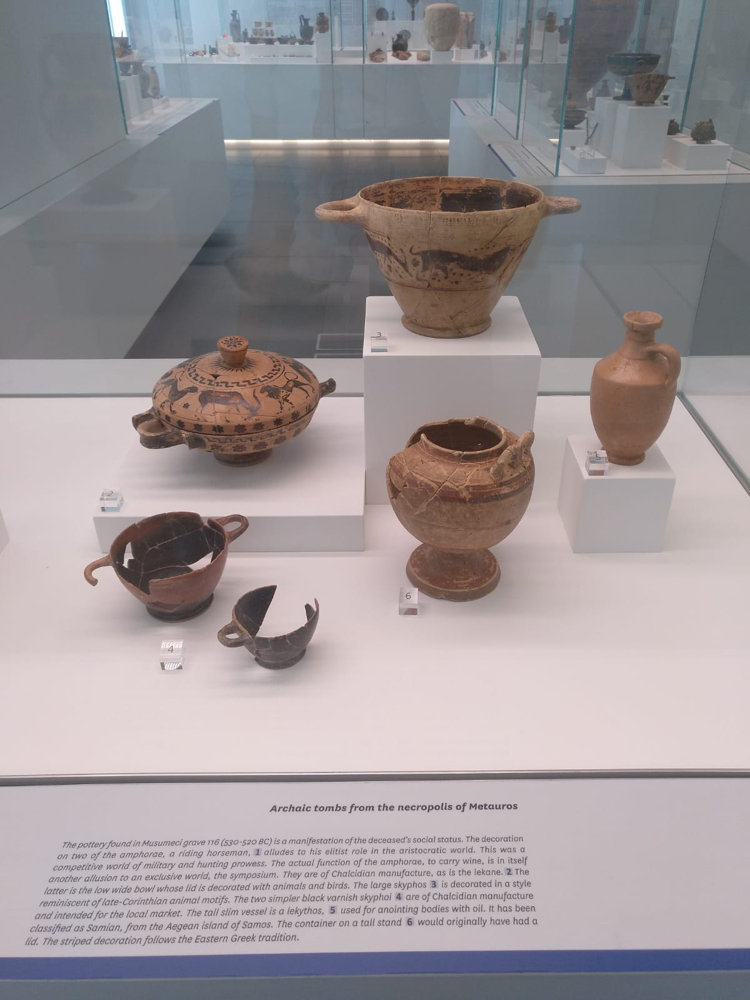 3
2
5
6
4
Archaic tombs from the necropolis of Metauros
The pottery found in Musumeci grave 116 (530-520 BC) is a manifestation of the deceased's social status. The decoration
on two of the amphorae, a riding horseman, 1 alludes to his elitist role in the aristocratic world. This was a
competitive world of military and hunting prowess. The actual function of the amphorae, to carry wine, is in itself
another allusion to an exclusive world, the symposium. They are of Chalcidian manufacture, as is the lekane. 2 The
latter is the low wide bowl whose lid is decorated with animals and birds. The large skyphos 3 is decorated in a style
reminiscent of late-Corinthian animal motifs. The two simpler black varnish skyphoi 4 are of Chalcidian manufacture
and intended for the local market. The tall slim vessel is a lekythos, 5 used for anointing bodies with oil. It has been
classified as Samian, from the Aegean island of Samos. The container on a tall stand 6 would originally have had a
lid. The striped decoration follows the Eastern Greek tradition.